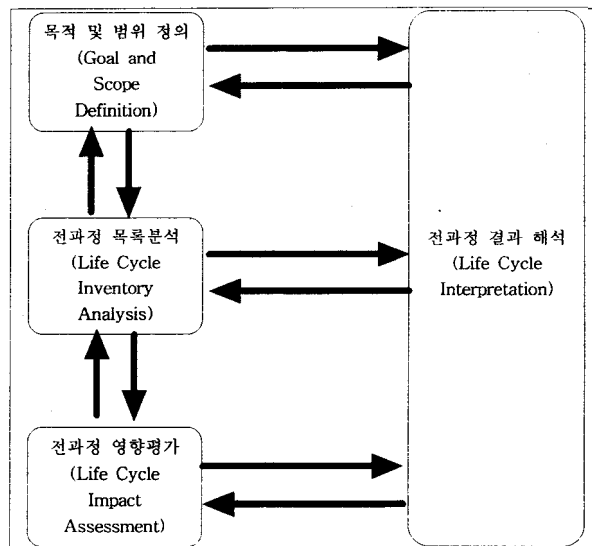 목적 및 범위 정의
(Goal and
Scope
Definition)
전과정 목록분석
(Life Cycle
Inventory
Analysis)
전과정 결과 해석
(Life Cycle
Interpretation)
전과정 영향평가
(Life Cycle
Impact
Assessment)